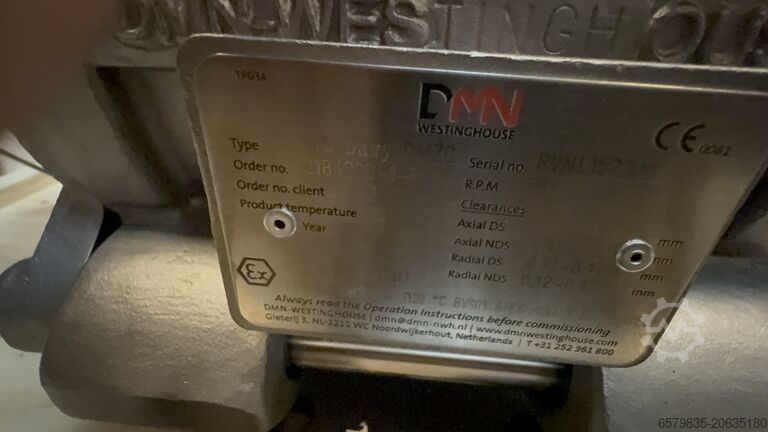 DMN-WESTINGHOUS
TP03A
DMN
WESTINGHOUSE
CE 0081
Type
Order no.
Order no. client
Product temperature
Year
Serial no.
R.P.M.
Clearances
Axial DS
Axial NDS mm
Radial DS mm
Radial NDS mm
Ex
Always read the Operation Instructions before commissioning
DMN-WESTINGHOUSE | dmn@dmn-nwh.nl | www.dmnwestinghouse.com
Gieterij 3, NL-2211 WC Noordwijkerhout, Netherlands | T +31 252 361 800
6579835-20635180